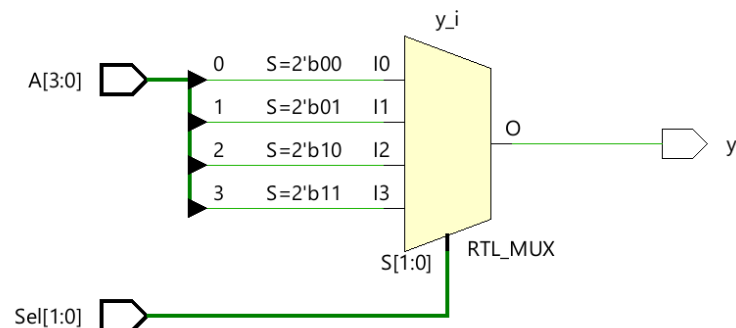 y_i
A[3:0]
0 S=2'b00 I0
1 S=2'b01 I1
2 S=2'b10 I2
3 S=2'b11 I3
O
y
S[1:0]
RTL_MUX
Sel[1:0]